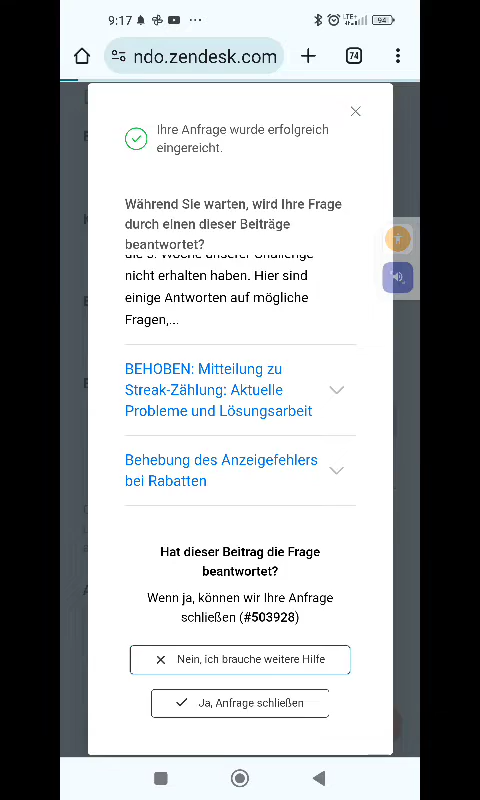 9:17
LTE+
94
ndo.zendesk.com
74
Ihre Anfrage wurde erfolgreich
eingereicht.
Während Sie warten, wird Ihre Frage
durch einen dieser Beiträge
beantwortet?
die 3. Woche unserer Challenge
nicht erhalten haben. Hier sind
einige Antworten auf mögliche
Fragen,...
BEHOBEN: Mitteilung zu
Streak-Zählung: Aktuelle
Probleme und Lösungsarbeit
Behebung des Anzeigefehlers
bei Rabatten
Hat dieser Beitrag die Frage
beantwortet?
Wenn ja, können wir Ihre Anfrage
schließen (#503928)
Nein, ich brauche weitere Hilfe
Ja, Anfrage schließen